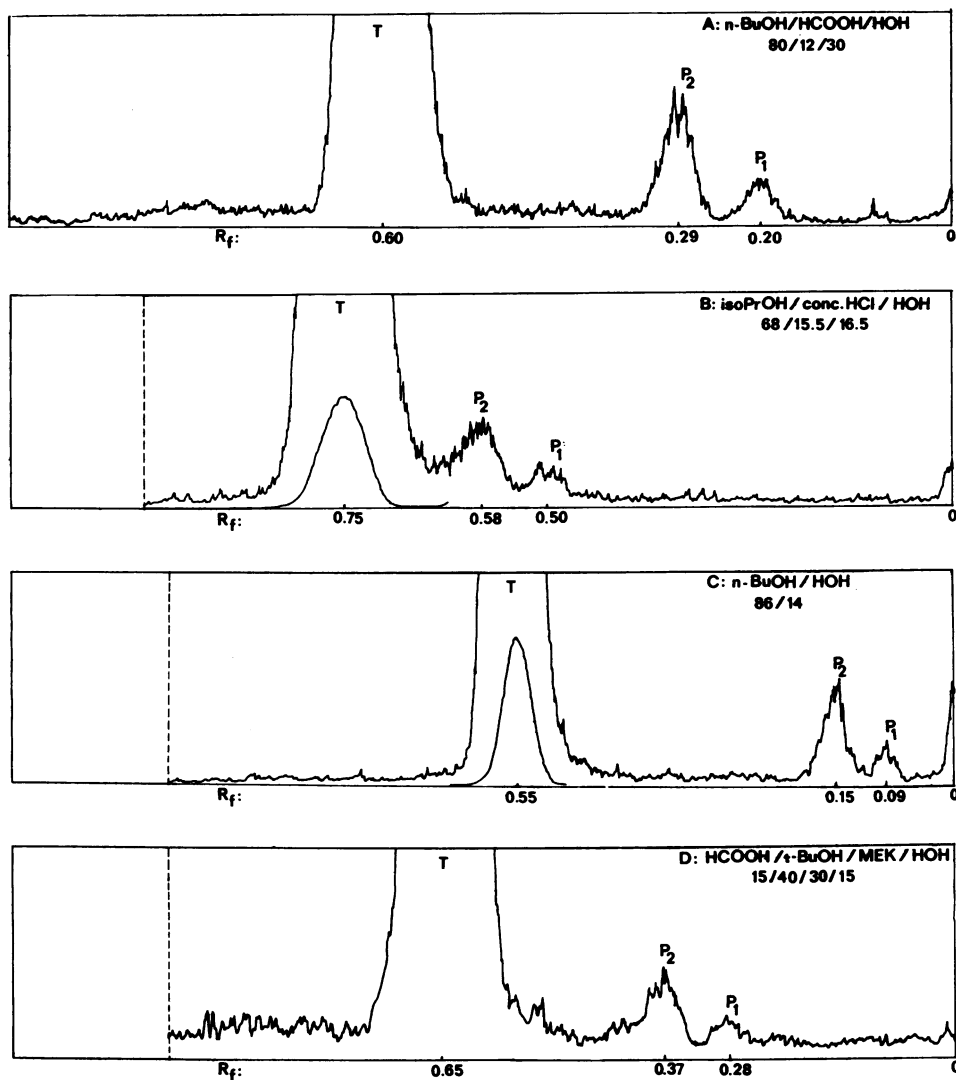 A: n-BuOH/HCOOH/HOH
80/12/30
T
P2
P1
Rf: 0.60 0.29 0.20 0
B: isoPrOH / conc. HCl / HOH
68/15.5/16.5
T
P2
P1
Rf: 0.75 0.58 0.50 0
C: n-BuOH / HOH
86/14
T
P2
P1
Rf: 0.55 0.15 0.09 0
D: HCOOH / t-BuOH / MEK / HOH
15/40/30/15
T
P2
P1
Rf: 0.65 0.37 0.28 0